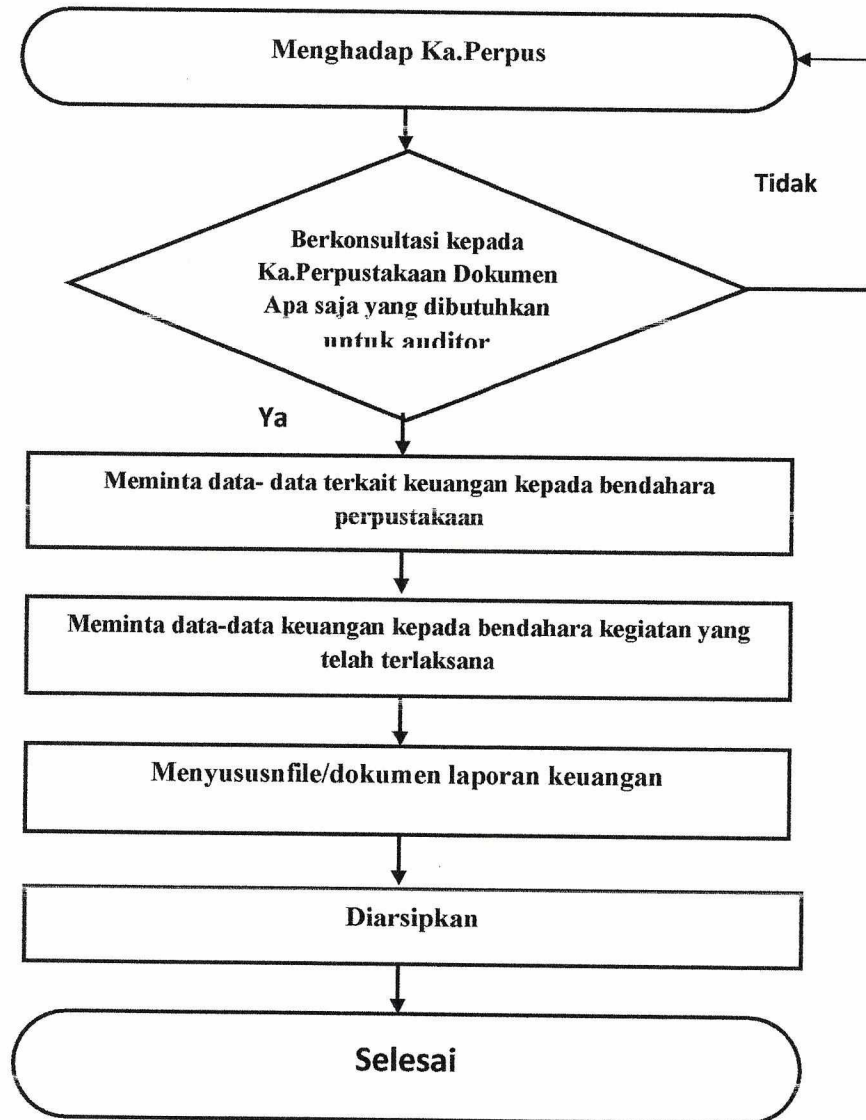 Menghadap Ka.Perpus
Tidak
Berkonsultasi kepada
Ka.Perpustakaan Dokumen
Apa saja yang dibutuhkan
untuk auditor
Ya
Meminta data- data terkait keuangan kepada bendahara
perpustakaan
Meminta data-data keuangan kepada bendahara kegiatan yang
telah terlaksana
Menyususnfile/dokumen laporan keuangan
Diarsipkan
Selesai